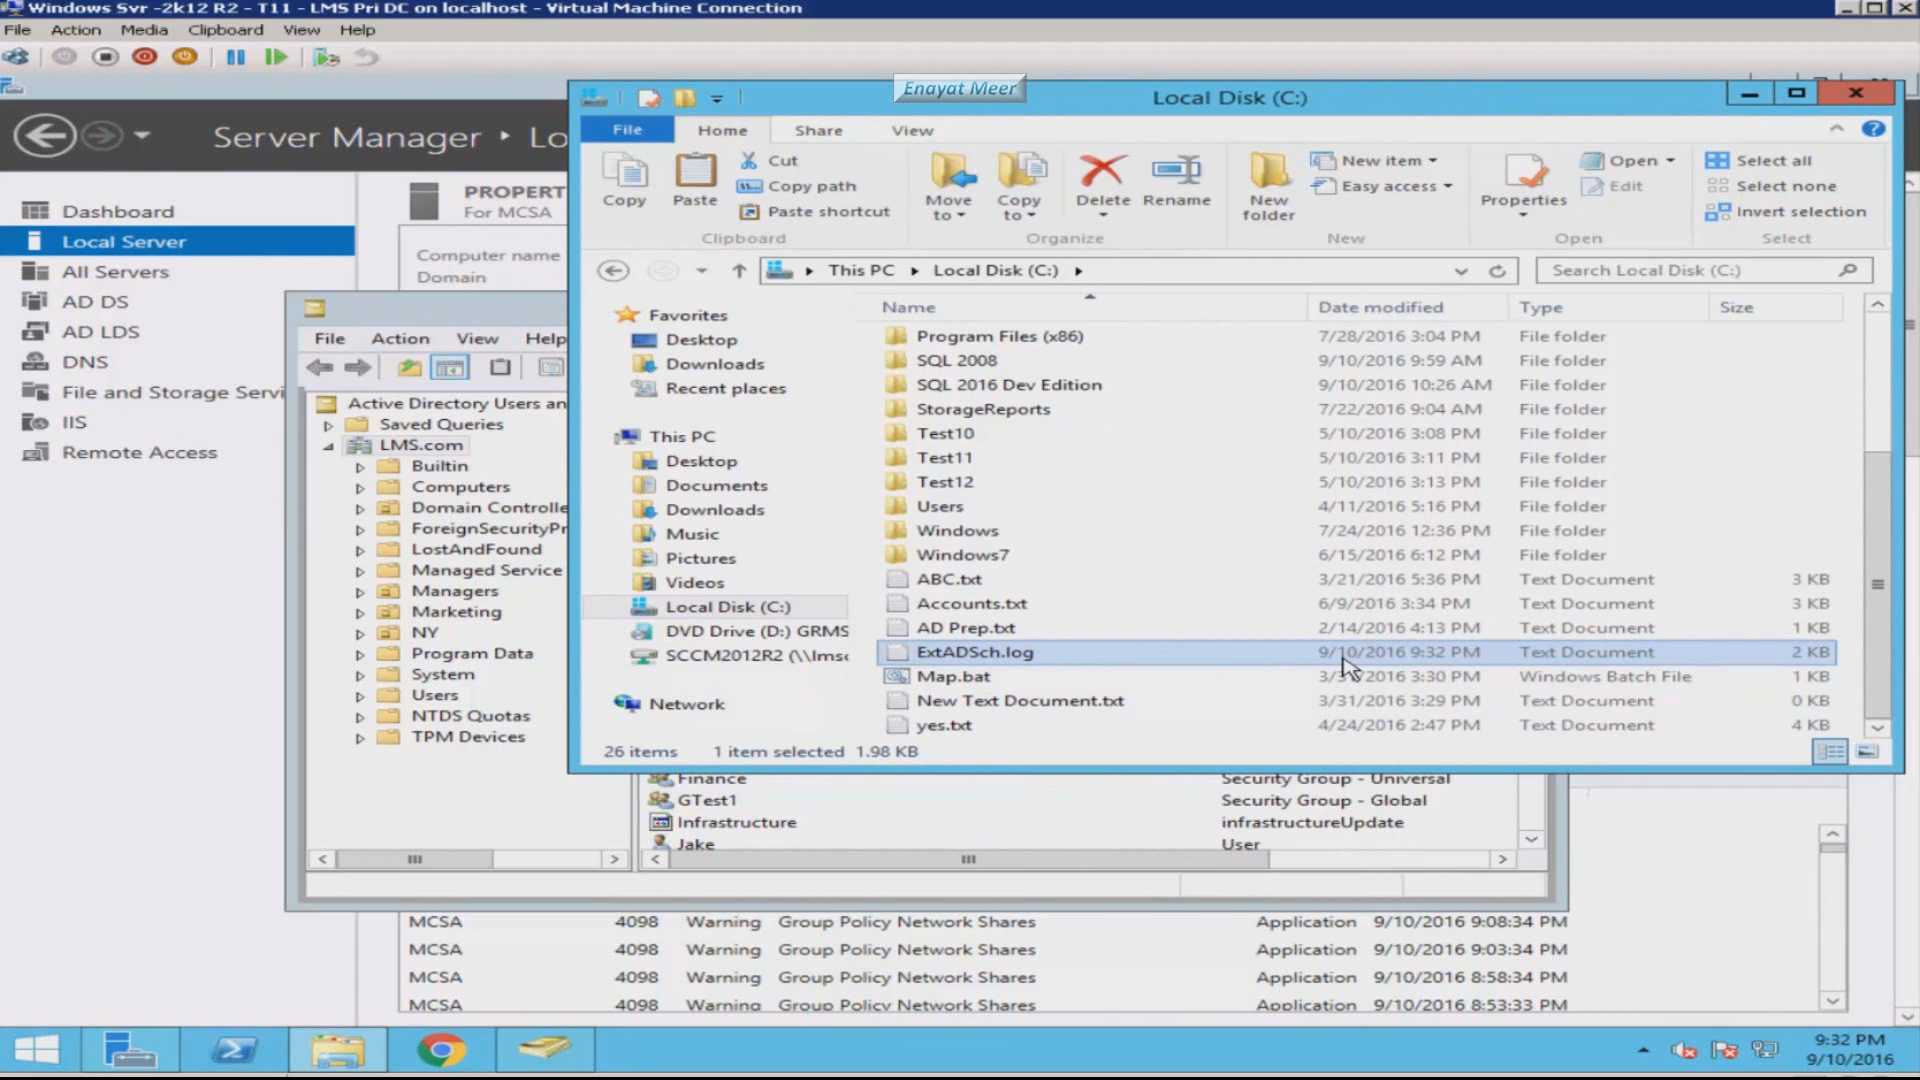 Windows Svr -2k12 R2 - T11 - LMS Pri DC on localhost - Virtual Machine Connection
File Action Media Clipboard View Help
Enayat Meer
Local Disk (C:)
Server Manager ‣ Lo
File Home Share View
Copy
Paste
Cut
Copy path
Paste shortcut
Clipboard
Move to
Copy to
Delete
Rename
Organize
New folder
New item
Easy access
New
Properties
Open
Edit
Open
Select all
Select none
Invert selection
Select
This PC Local Disk (C:)
Search Local Disk (C:)
Dashboard
Local Server
All Servers
AD DS
AD LDS
DNS
File and Storage Servi
IIS
Remote Access
PROPERT
For MCSA
Computer name
Domain
File Action View Help
Active Directory Users an
Saved Queries
LMS.com
Builtin
Computers
Domain Controlle
ForeignSecurityPr
LostAndFound
Managed Service
Managers
Marketing
NY
Program Data
System
Users
NTDS Quotas
TPM Devices
Favorites
Desktop
Downloads
Recent places
This PC
Desktop
Documents
Downloads
Music
Pictures
Videos
Local Disk (C:)
DVD Drive (D:) GRMS
SCCM2012R2 (\\lmsc
Network
Name Date modified Type Size
Program Files (x86) 7/28/2016 3:04 PM File folder
SQL 2008 9/10/2016 9:59 AM File folder
SQL 2016 Dev Edition 9/10/2016 10:26 AM File folder
StorageReports 7/22/2016 9:04 AM File folder
Test10 5/10/2016 3:08 PM File folder
Test11 5/10/2016 3:11 PM File folder
Test12 5/10/2016 3:13 PM File folder
Users 4/11/2016 5:16 PM File folder
Windows 7/24/2016 12:36 PM File folder
Windows7 6/15/2016 6:12 PM File folder
ABC.txt 3/21/2016 5:36 PM Text Document 3 KB
Accounts.txt 6/9/2016 3:34 PM Text Document 3 KB
AD Prep.txt 2/14/2016 4:13 PM Text Document 1 KB
ExtADSch.log 9/10/2016 9:32 PM Text Document 2 KB
Map.bat 3:30 PM Windows Batch File 1 KB
New Text Document.txt 3/31/2016 3:29 PM Text Document 0 KB
yes.txt 4/24/2016 2:47 PM Text Document 4 KB
26 items 1 item selected 1.98 KB
Finance Security Group - Universal
GTest1 Security Group - Global
Infrastructure infrastructureUpdate
Jake User
MCSA 4098 Warning Group Policy Network Shares Application 9/10/2016 9:08:34 PM
MCSA 4098 Warning Group Policy Network Shares Application 9/10/2016 9:03:34 PM
MCSA 4098 Warning Group Policy Network Shares Application 9/10/2016 8:58:34 PM
MCSA 4098 Warning Group Policy Network Shares Application 9/10/2016 8:53:33 PM
9:32 PM
9/10/2016